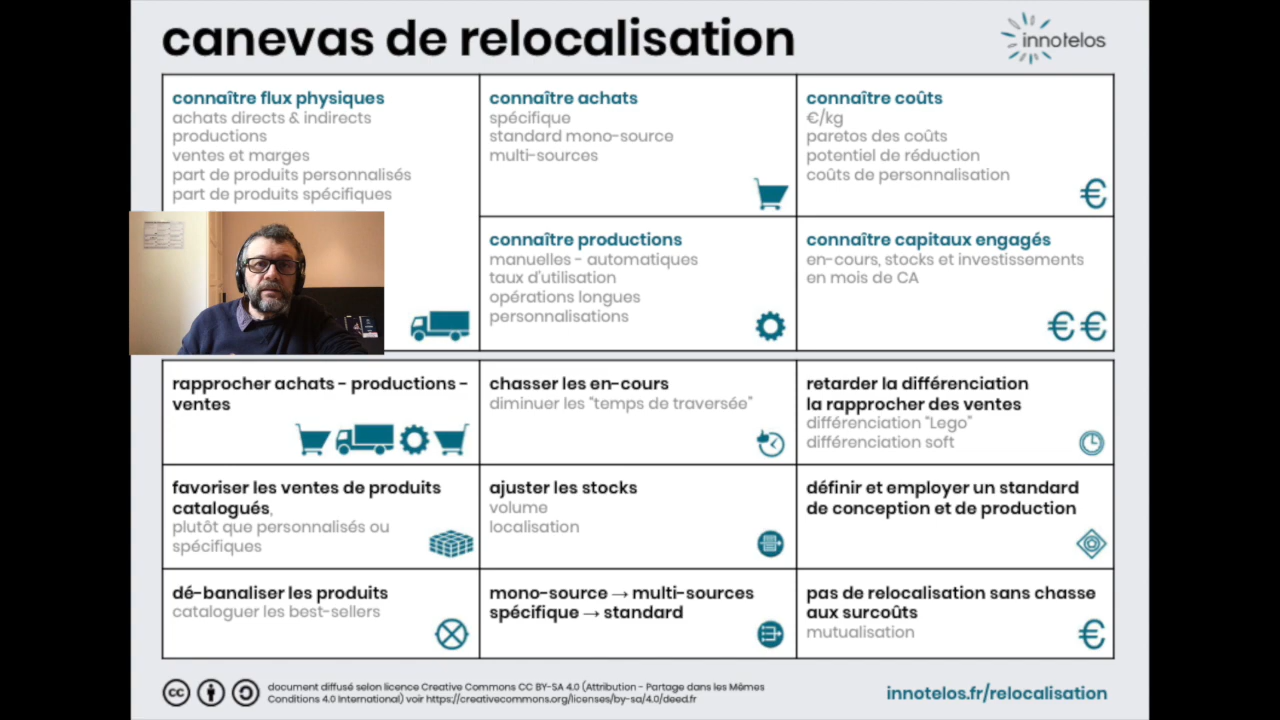 canevas de relocalisation
innotelos
connaître flux physiques
achats directs & indirects
productions
ventes et marges
part de produits personnalisés
part de produits spécifiques
connaître achats
spécifique
standard mono-source
multi-sources
connaître coûts
€/kg
paretos des coûts
potentiel de réduction
coûts de personnalisation
€
connaître productions
manuelles - automatiques
taux d'utilisation
opérations longues
personnalisations
connaître capitaux engagés
en-cours, stocks et investissements
en mois de CA
€€
rapprocher achats - productions -
ventes
chasser les en-cours
diminuer les "temps de traversée"
retarder la différenciation
la rapprocher des ventes
différenciation "Lego"
différenciation soft
favoriser les ventes de produits
catalogués,
plutôt que personnalisés ou
spécifiques
ajuster les stocks
volume
localisation
définir et employer un standard
de conception et de production
dé-banaliser les produits
cataloguer les best-sellers
mono-source → multi-sources
spécifique → standard
pas de relocalisation sans chasse
aux surcoûts
mutualisation
€
cc
document diffusé selon licence Creative Commons CC BY-SA 4.0 (Attribution - Partage dans les Mêmes
Conditions 4.0 International) voir https://creativecommons.org/licenses/by-sa/4.0/deed.fr
innotelos.fr/relocalisation